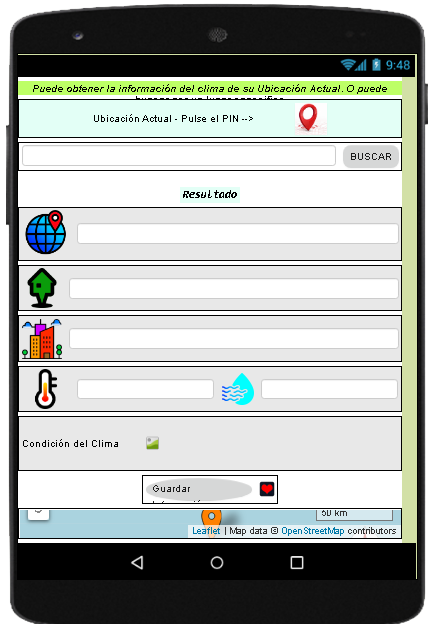 9:48
Puede obtener la información del clima de su Ubicación Actual. O puede
Ubicación Actual - Pulse el PIN -->
BUSCAR
Resultado
Condición del Clima
Guardar
50 km
Leaflet | Map data © OpenStreetMap contributors